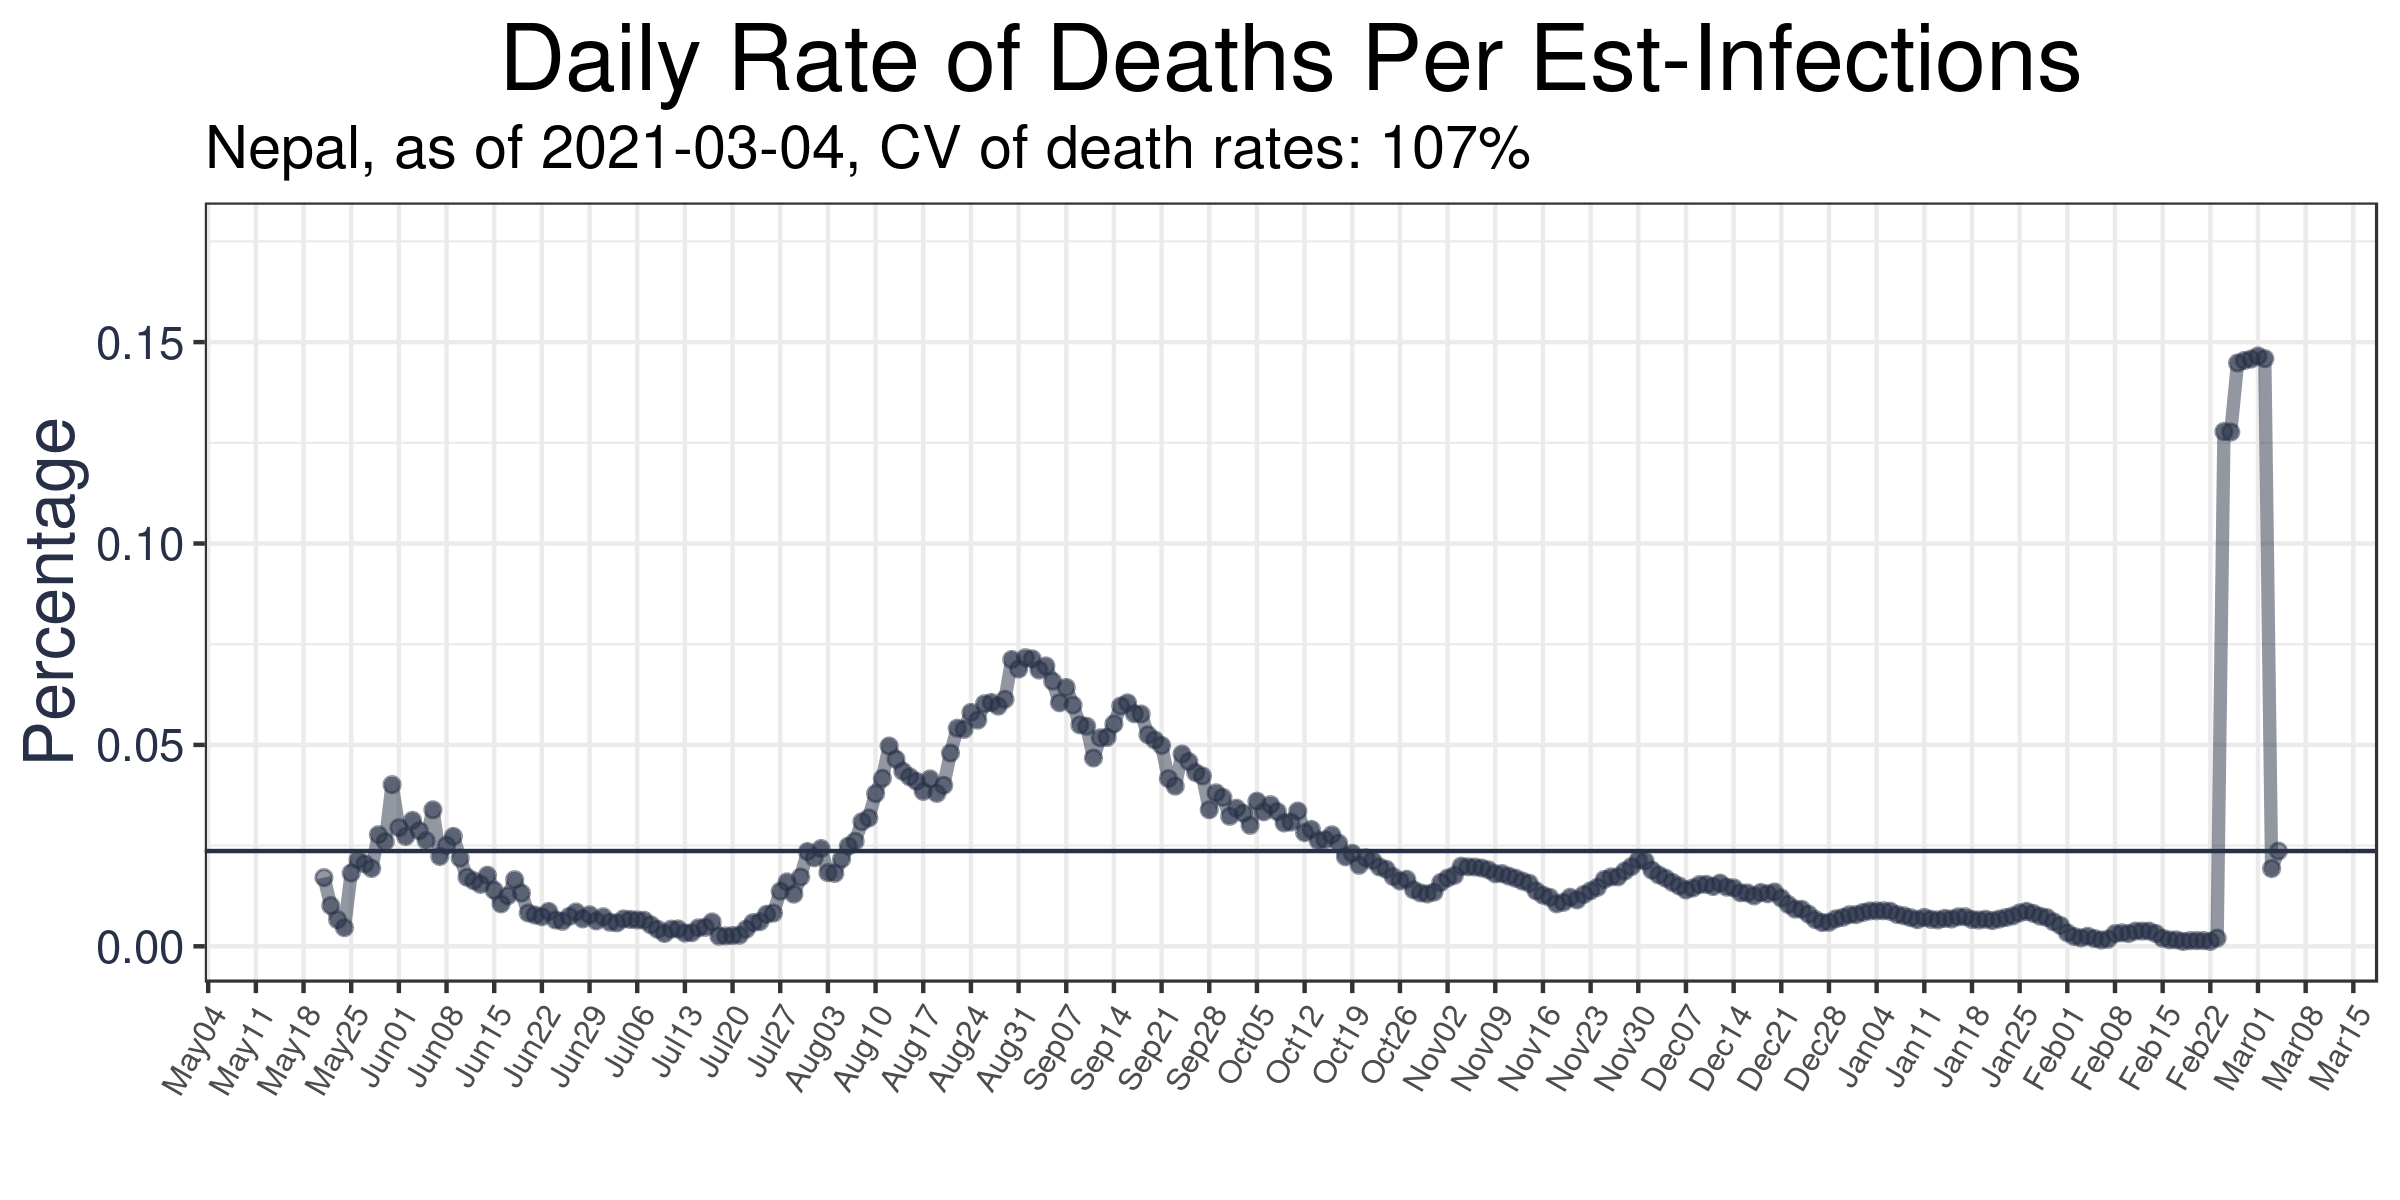 Daily Rate of Deaths Per Est-Infections
Nepal, as of 2021-03-04, CV of death rates: 107%
Percentage
0.15
0.10
0.05
0.00
May04
May11
May18
May25
Jun01
Jun08
Jun15
Jun22
Jun29
Jul06
Jul13
Jul20
Jul27
Aug03
Aug10
Aug17
Aug24
Aug31
Sep07
Sep14
Sep21
Sep28
Oct05
Oct12
Oct19
Oct26
Nov02
Nov09
Nov16
Nov23
Nov30
Dec07
Dec14
Dec21
Dec28
Jan04
Jan11
Jan18
Jan25
Feb01
Feb08
Feb15
Feb22
Mar01
Mar08
Mar15